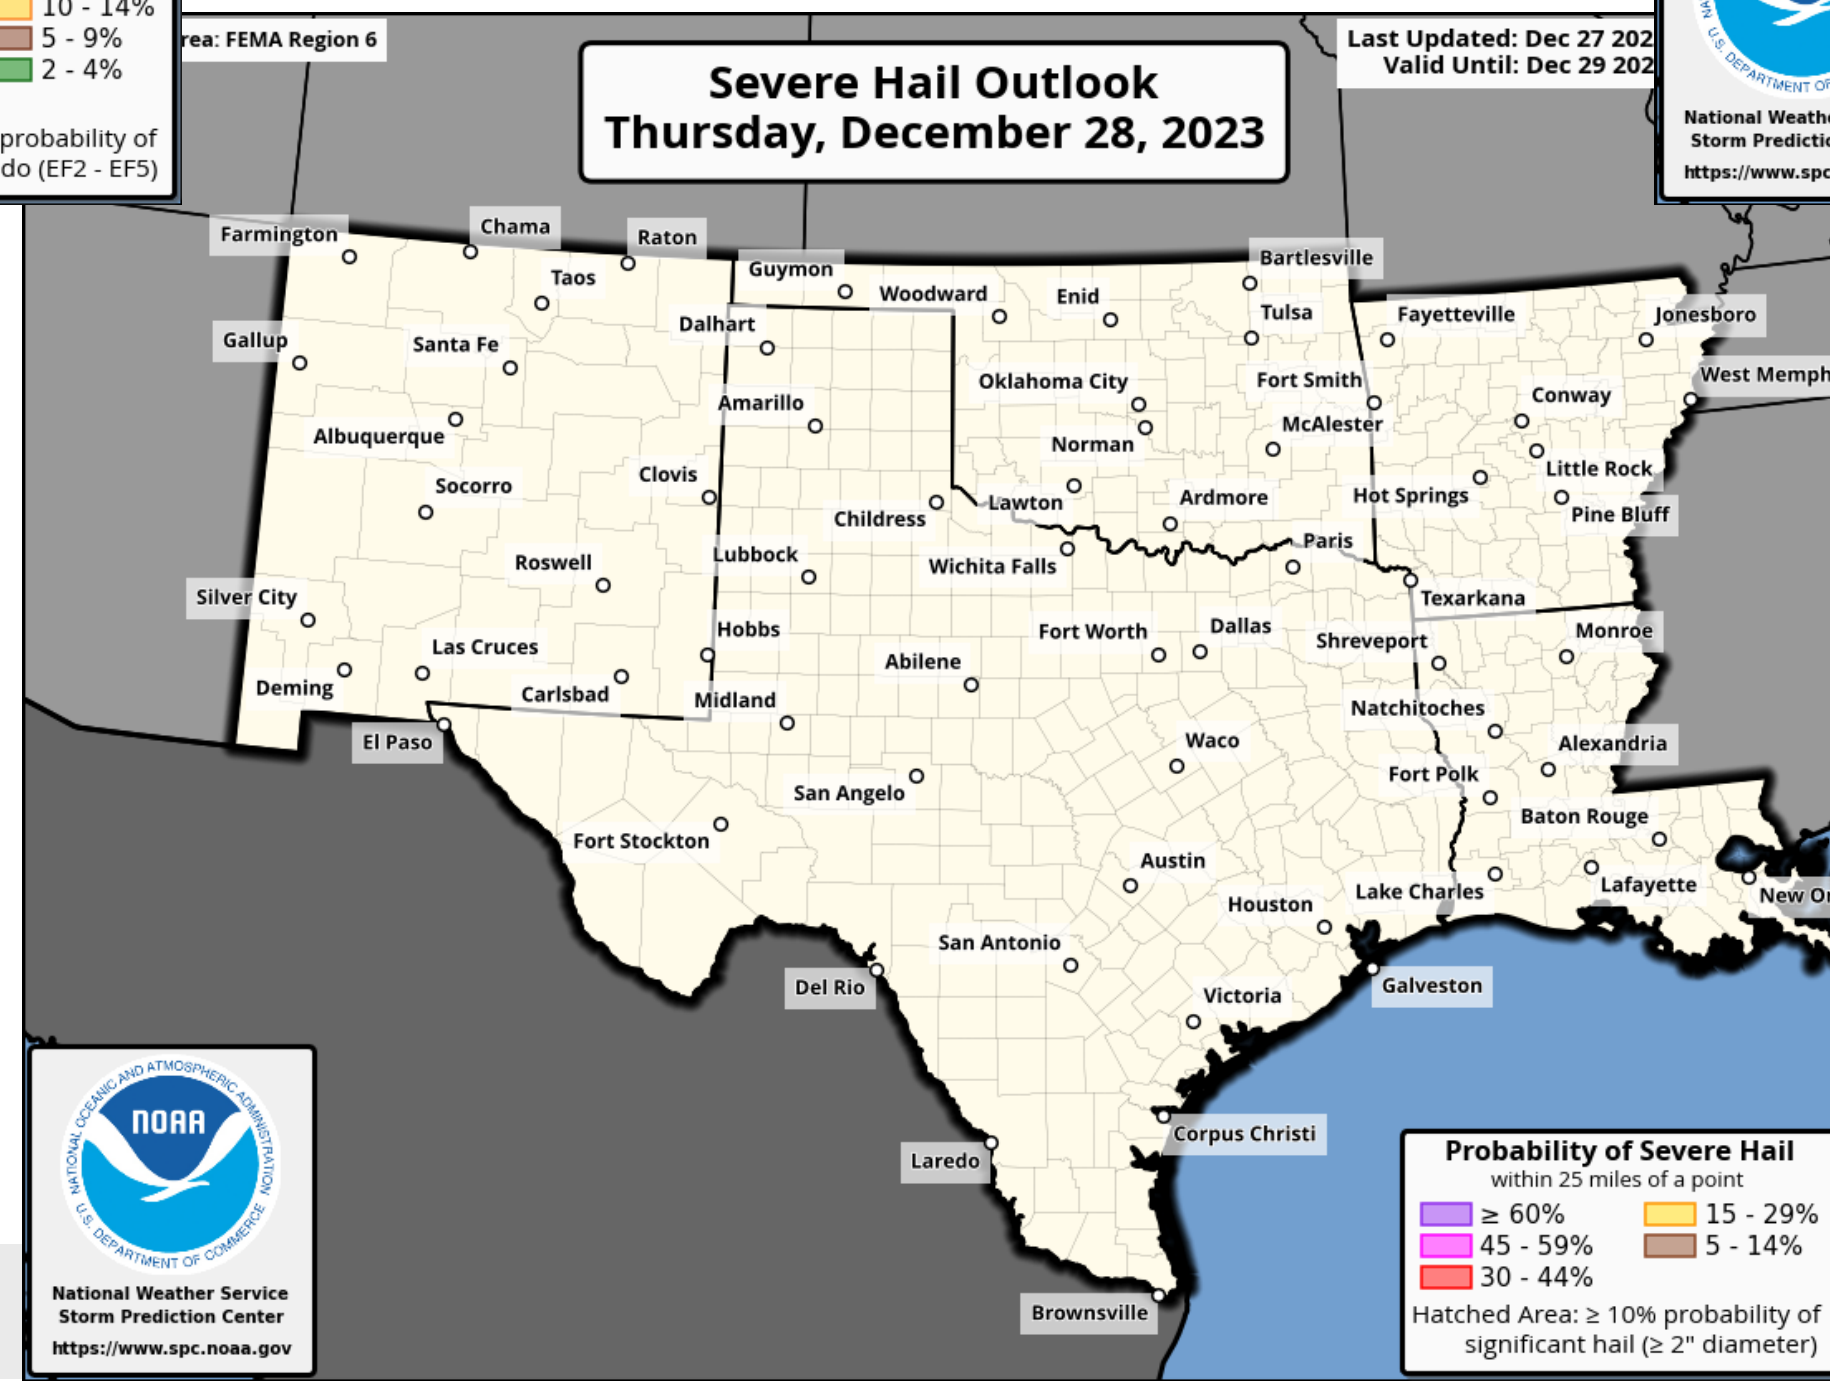 10 - 14%
5 - 9%
2 - 4%
probability of
do (EF2 - EF5)
rea: FEMA Region 6
Severe Hail Outlook
Thursday, December 28, 2023
Last Updated: Dec 27 202
Valid Until: Dec 29 202
U.S. DEPARTMENT OF
National Weath
Storm Predictio
https://www.spc
Farmington
Chama
Raton
Taos
Guymon
Woodward
Enid
Bartlesville
Tulsa
Dalhart
Fayetteville
Jonesboro
Gallup
Santa Fe
Oklahoma City
Fort Smith
West Memph
Amarillo
Conway
Albuquerque
Norman
McAlester
Socorro
Clovis
Little Rock
Childress
Lawton
Ardmore
Hot Springs
Pine Bluff
Roswell
Lubbock
Wichita Falls
Paris
Silver City
Texarkana
Hobbs
Fort Worth
Dallas
Shreveport
Monroe
Las Cruces
Abilene
Deming
Carlsbad
Midland
Natchitoches
El Paso
Waco
Alexandria
San Angelo
Fort Polk
Fort Stockton
Baton Rouge
Austin
Lake Charles
Lafayette
New Or
Houston
San Antonio
Del Rio
Victoria
Galveston
Corpus Christi
Laredo
Brownsville
NATIONAL OCEANIC AND ATMOSPHERIC ADMINISTRATION
NOAA
U.S. DEPARTMENT OF COMMERCE
National Weather Service
Storm Prediction Center
https://www.spc.noaa.gov
Probability of Severe Hail
within 25 miles of a point
≥ 60%
15 - 29%
45 - 59%
5 - 14%
30 - 44%
Hatched Area: ≥ 10% probability of
significant hail (≥ 2" diameter)